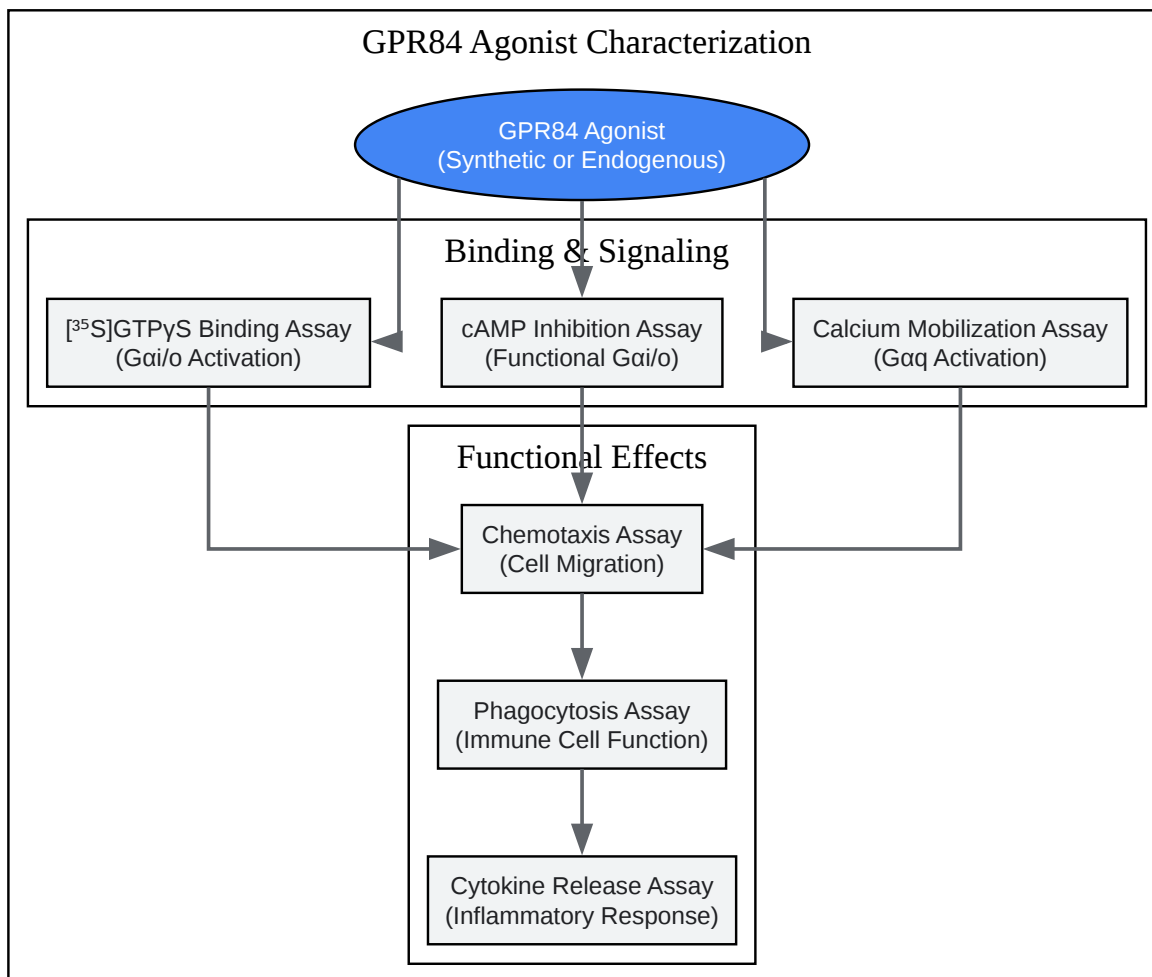 GPR84 Agonist Characterization
GPR84 Agonist
(Synthetic or Endogenous)
Binding & Signaling
[³⁵S]GTPγS Binding Assay
(Gαi/o Activation)
cAMP Inhibition Assay
(Functional Gαi/o)
Calcium Mobilization Assay
(Gαq Activation)
Functional Effects
Chemotaxis Assay
(Cell Migration)
Phagocytosis Assay
(Immune Cell Function)
Cytokine Release Assay
(Inflammatory Response)